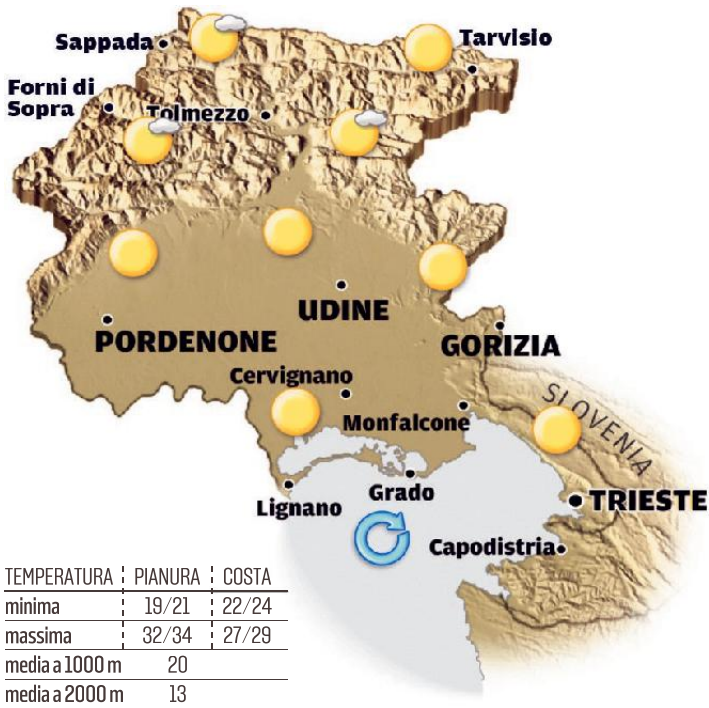 Sappada
Tarvisio
Forni di
Sopra
Tolmezzo
UDINE
PORDENONE
GORIZIA
Cervignano
SLOVENIA
Monfalcone
Grado
Lignano
TRIESTE
Capodistria
TEMPERATURA PIANURA COSTA
minima 19/21 22/24
massima 32/34 27/29
media a 1000 m 20
media a 2000 m 13